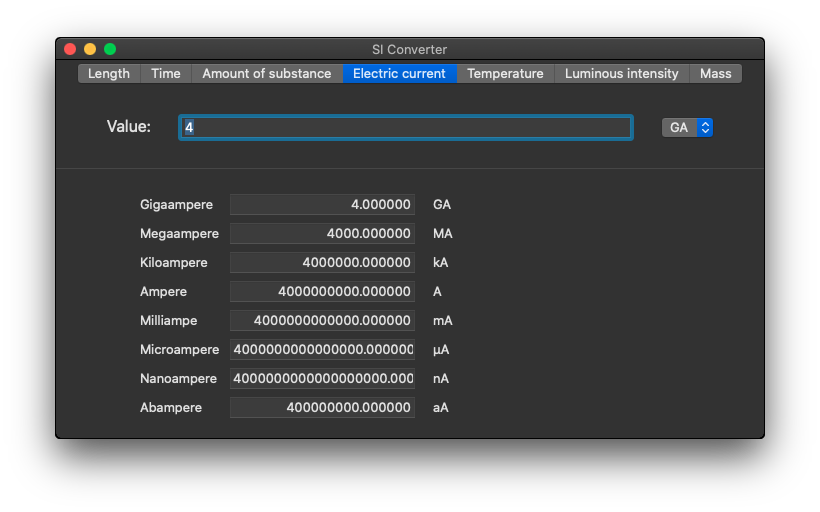 SI Converter
Length Time Amount of substance Electric current Temperature Luminous intensity Mass
Value: 4 GA
Gigaampere 4.000000 GA
Megaampere 4000.000000 MA
Kiloampere 4000000.000000 kA
Ampere 4000000000.000000 A
Milliampe 4000000000000.000000 mA
Microampere 4000000000000000.000000 µA
Nanoampere 4000000000000000000.000 nA
Abampere 400000000.000000 aA